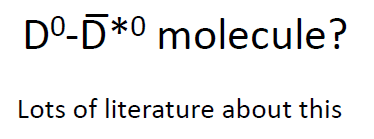 D⁰-D̅*⁰ molecule?
Lots of literature about this